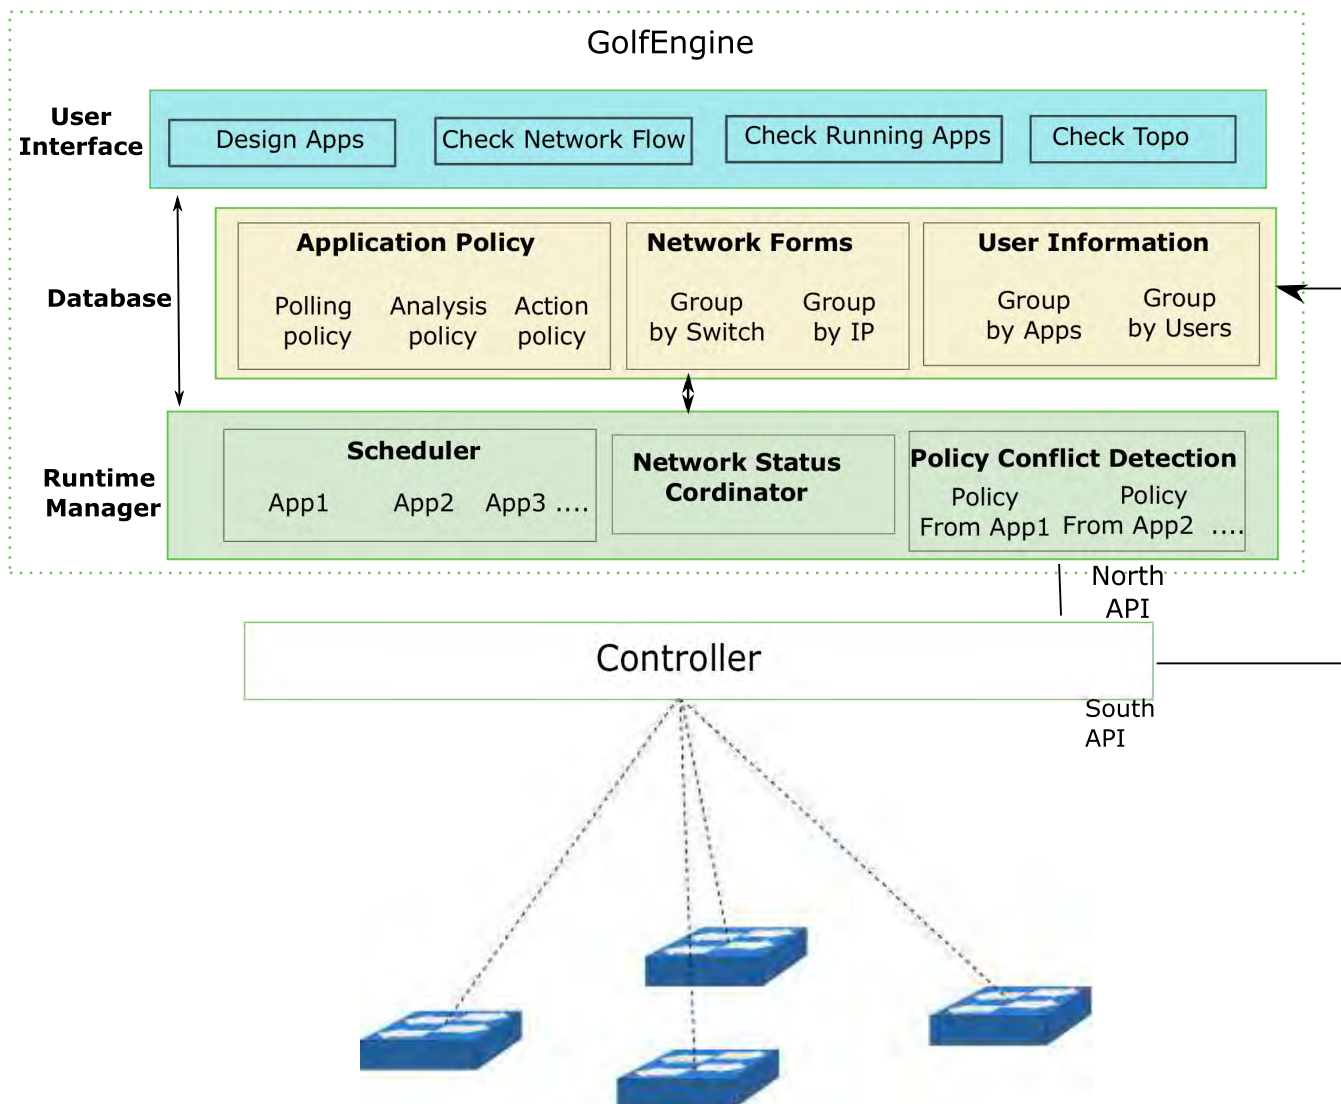 GolfEngine
User
Interface
Design Apps
Check Network Flow
Check Running Apps
Check Topo
Database
Application Policy
Polling
policy
Analysis
policy
Action
policy
Network Forms
Group
by Switch
Group
by IP
User Information
Group
by Apps
Group
by Users
Runtime
Manager
Scheduler
App1
App2
App3 ....
Network Status
Cordinator
Policy Conflict Detection
Policy
From App1
Policy
From App2
....
North
API
Controller
South
API